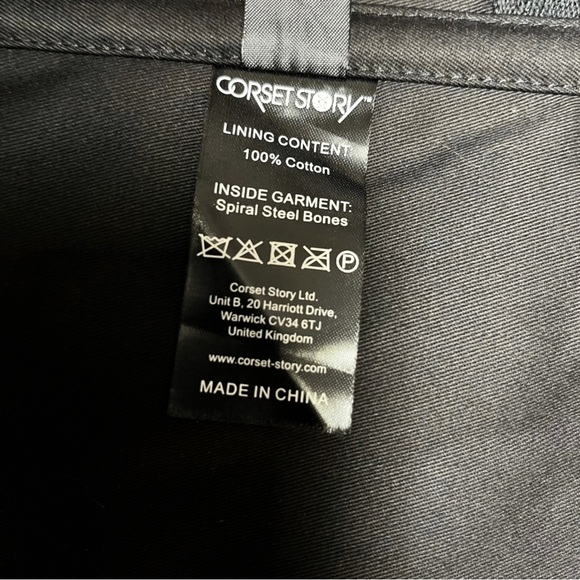 CORSET STORY™
LINING CONTENT:
100% Cotton
INSIDE GARMENT:
Spiral Steel Bones
P
Corset Story Ltd.
Unit B, 20 Harriott Drive,
Warwick CV34 6TJ
United Kingdom
www.corset-story.com
MADE IN CHINA